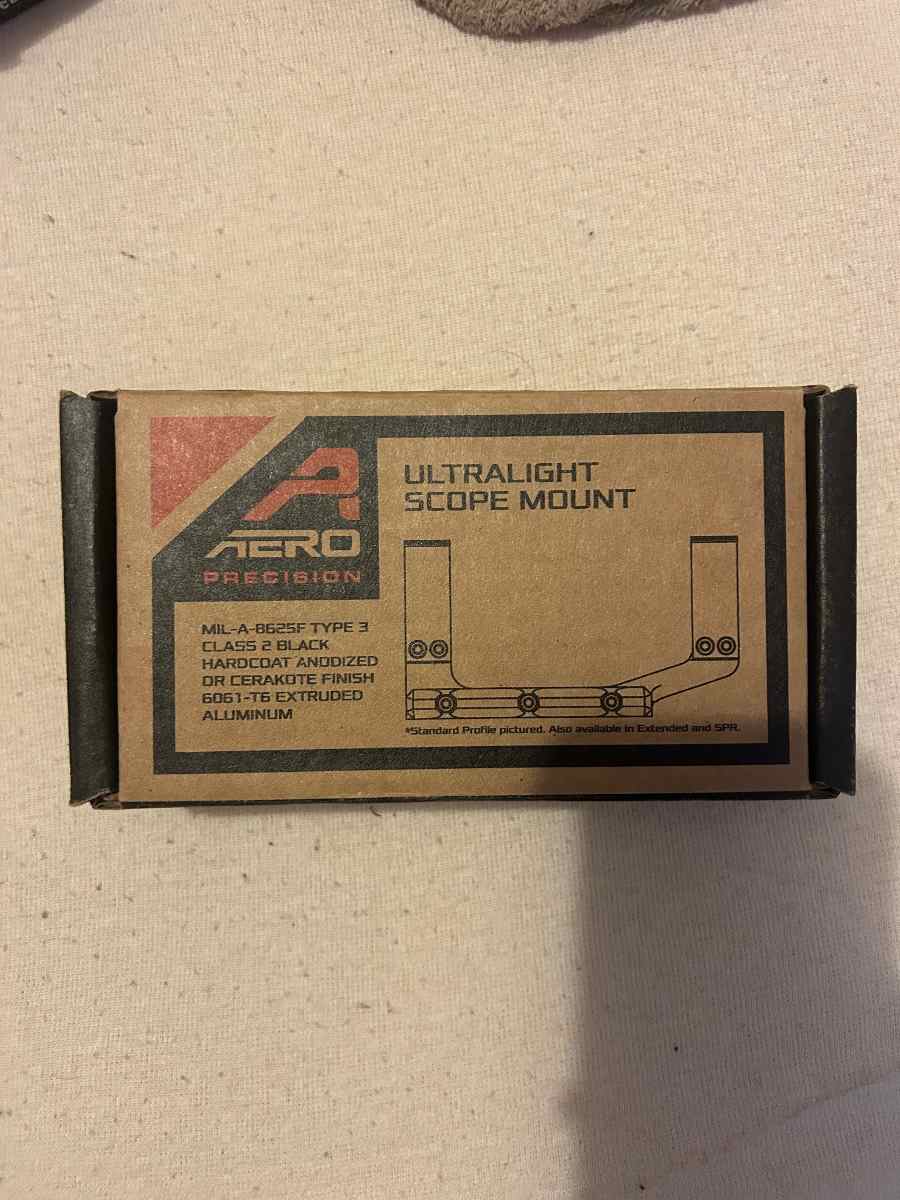 AERO
PRECISION
ULTRALIGHT
SCOPE MOUNT
MIL-A-8625F TYPE 3
CLASS 2 BLACK
HARDCOAT ANODIZED
OR CERAKOTE FINISH
6061-T6 EXTRUDED
ALUMINUM
*Standard Profile pictured. Also available in Extended and SPR.